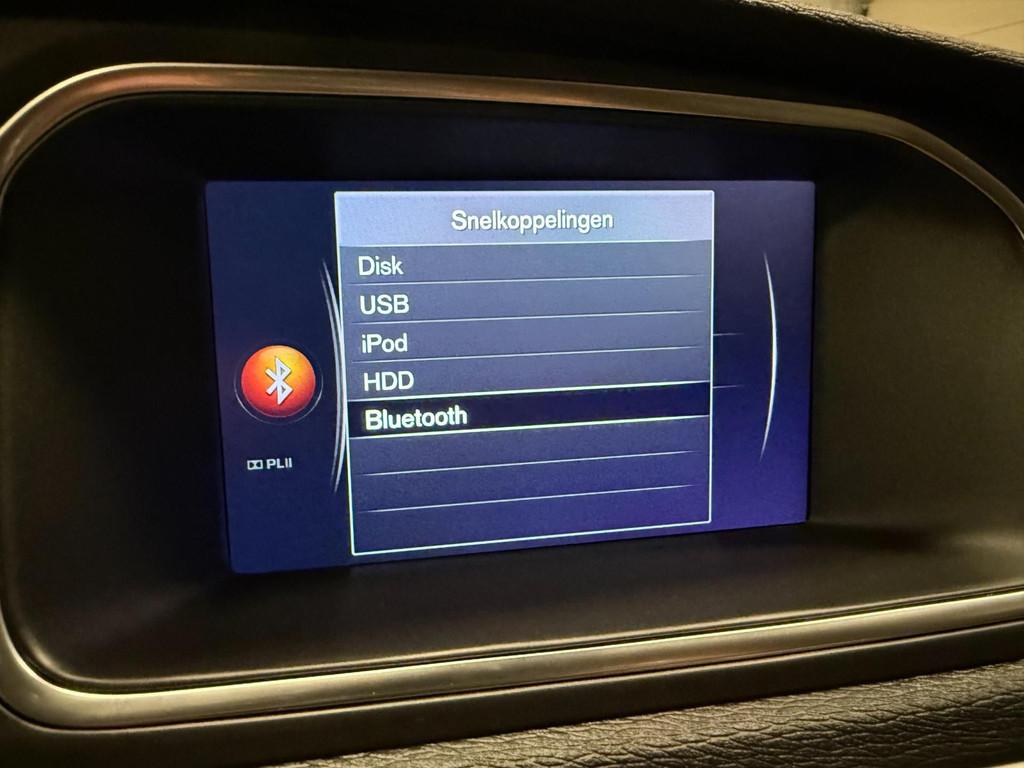 Snelkoppelingen
Disk
USB
iPod
HDD
Bluetooth
PLII